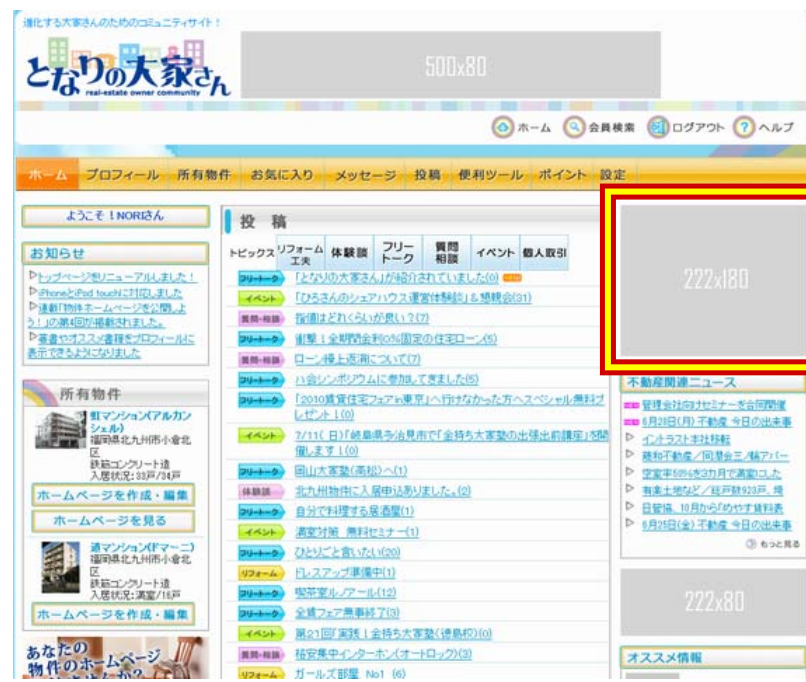 進化する大家さんのためのコミュニティサイト！
となりの大家さん
real-estate owner community
500x80
ホーム 会員検索 ログアウト ヘルプ
ホーム プロフィール 所有物件 お気に入り メッセージ 投稿 便利ツール ポイント 設定
ようこそ！NORIさん
お知らせ
トップページをリニューアルしました！
iPhoneとiPod touchに対応しました
連載「物件ホームページを公開しよ
う！」の第4回が掲載されました。
著書やオススメ書籍をプロフィールに
表示できるようになりました
所有物件
虹マンション(アルカン
シェル)
福岡県北九州市小倉北
区
鉄筋コンクリート造
入居状況:33戸/34戸
ホームページを作成・編集
ホームページを見る
道マンション(ドマーニ)
福岡県北九州市小倉北
区
鉄筋コンクリート造
入居状況:満室/16戸
ホームページを作成・編集
あなたの
物件のホームページ
投稿
トピックス リフォーム工夫 体験談 フリートーク 質問相談 イベント 個人取引
フリートーク 「となりの大家さん」が紹介されていました(0)
イベント 「ひろさんのシェアハウス運営体験談」&懇親会(31)
質問・相談 指値はどれくらいが良い？(7)
フリートーク 衝撃！全期間金利0%固定の住宅ローン(5)
質問・相談 ローン繰上返済について(7)
フリートーク ハ会シンポジウムに参加してきました(5)
フリートーク 「2010賃貸住宅フェアin東京」へ行けなかった方へスペシャル無料プ
レゼント！(0)
イベント 7/11(日)「岐阜県多治見市で「金持ち大家塾の出張出前講座」を開
催します！(0)
フリートーク 岡山大家塾(高松)へ(1)
体験談 北九州物件に入居申込ありました。(2)
フリートーク 自分で料理する居酒屋(1)
イベント 満室対策 無料セミナー(1)
フリートーク ひとりごと言いたい(20)
リフォーム ドレスアップ準備中(1)
フリートーク 喫茶室ルノアール(12)
フリートーク 全賃フェア無事終了(3)
イベント 第21回「実践！金持ち大家塾(徳島校)(0)
質問・相談 格安集中インターホン(オートロック)(3)
リフォーム ガールズ部屋 No1 (6)
222x180
不動産関連ニュース
管理会社向けセミナーを合同開催
6月28日(月) 不動産 今日の出来事
イントラスト本社移転
藤和不動産／同潤会三ノ輪アパー
空室率50%を3カ月で満室にした
有楽土地など／総戸数923戸、埼
日管協、10月から「めやす賃料表
6月25日(金) 不動産 今日の出来事
もっと見る
222x80
オススメ情報